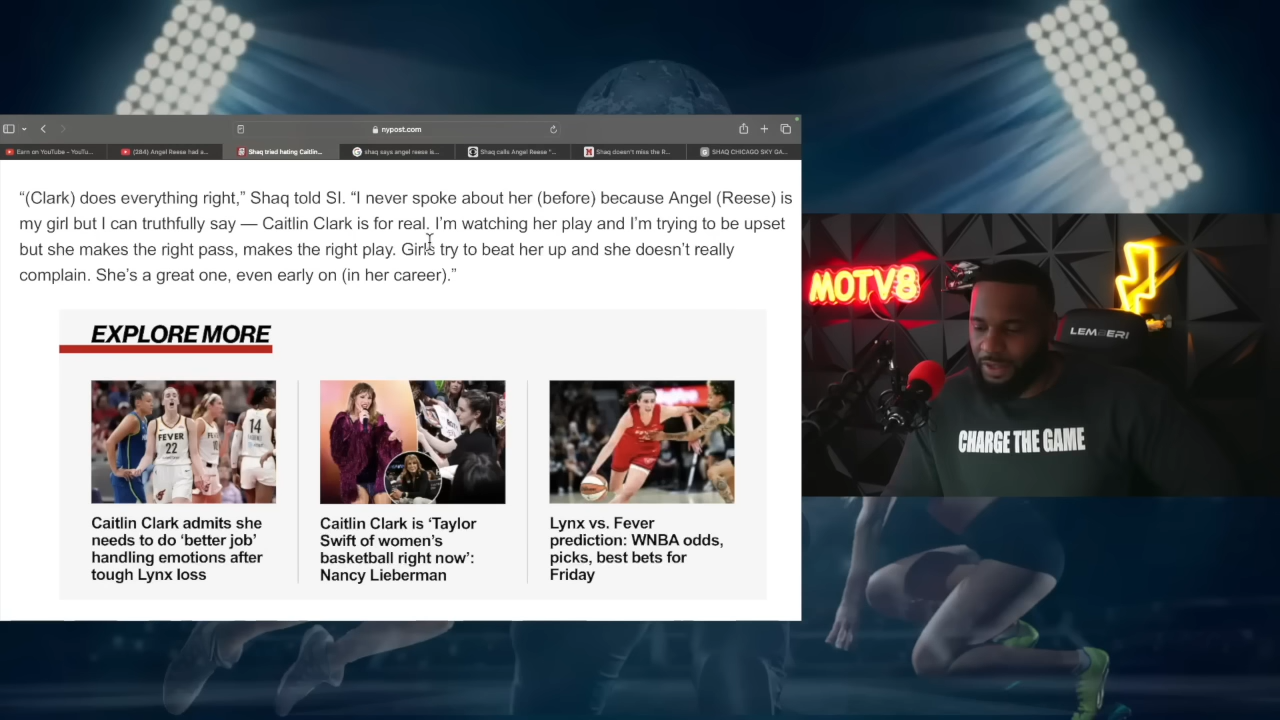 nypost.com
Earn on YouTube – YouTu...
(284) Angel Reese had a...
Shaq tried hating Caitlin...
shaq says angel reese is...
Shaq calls Angel Reese "...
Shaq doesn't miss the R...
SHAQ CHICAGO SKY GA...
“(Clark) does everything right,” Shaq told SI. “I never spoke about her (before) because Angel (Reese) is
my girl but I can truthfully say — Caitlin Clark is for real. I’m watching her play and I’m trying to be upset
but she makes the right pass, makes the right play. Girls try to beat her up and she doesn’t really
complain. She’s a great one, even early on (in her career).”
EXPLORE MORE
FEVER
22
14
Caitlin Clark admits she
needs to do ‘better job’
handling emotions after
tough Lynx loss
Caitlin Clark is ‘Taylor
Swift of women’s
basketball right now’:
Nancy Lieberman
Lynx vs. Fever
prediction: WNBA odds,
picks, best bets for
Friday
MOTV8
LEMBERI
CHARGE THE GAME